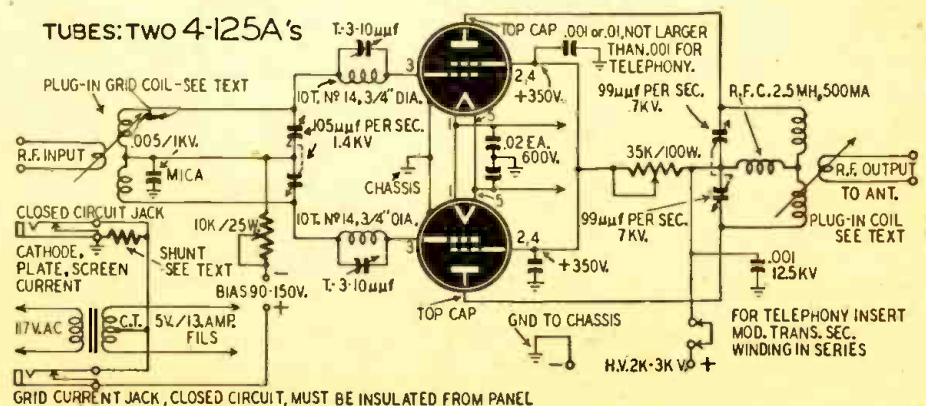 TUBES: TWO 4-125A's
T.-3-10µµf
TOP CAP
.001 or .01, NOT LARGER
THAN .001 FOR
TELEPHONY.
PLUG-IN GRID COIL-SEE TEXT
3
2,4
+350V.
10T. Nº 14, 3/4" DIA.
99µµf PER SEC.
7KV.
R.F.C. 2.5 MH, 500MA
.005/1KV.
.105µµf PER SEC.
1.4KV
1
5
.02 EA.
600V.
35K/100W.
R.F. INPUT
MICA
CHASSIS
R.F. OUTPUT
TO ANT.
CLOSED CIRCUIT JACK
10K/25W.
10T. Nº 14, 3/4" DIA.
1
5
99µµf PER SEC.
7KV.
PLUG-IN COIL
SEE TEXT
3
2,4
CATHODE,
PLATE, SCREEN
CURRENT
SHUNT
SEE TEXT
T.-3-10µµf
+350V.
.001
12.5KV
BIAS 90-150V.
-
+
TOP CAP
GND TO CHASSIS
-
117V.AC
C.T.
5V./13.AMP.
FILS
H.V. 2K-3K V.
+
FOR TELEPHONY INSERT
MOD. TRANS. SEC.
WINDING IN SERIES
GRID CURRENT JACK, CLOSED CIRCUIT, MUST BE INSULATED FROM PANEL